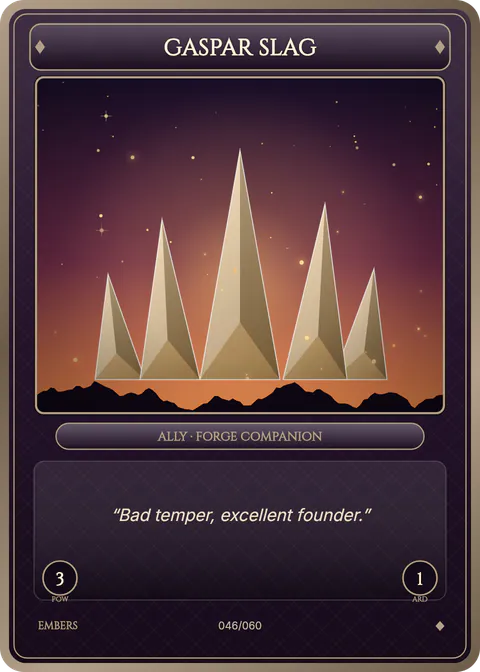 GASPAR SLAG
ALLY · FORGE COMPANION
“Bad temper, excellent founder.”
3
POW
1
ARD
EMBERS
046/060